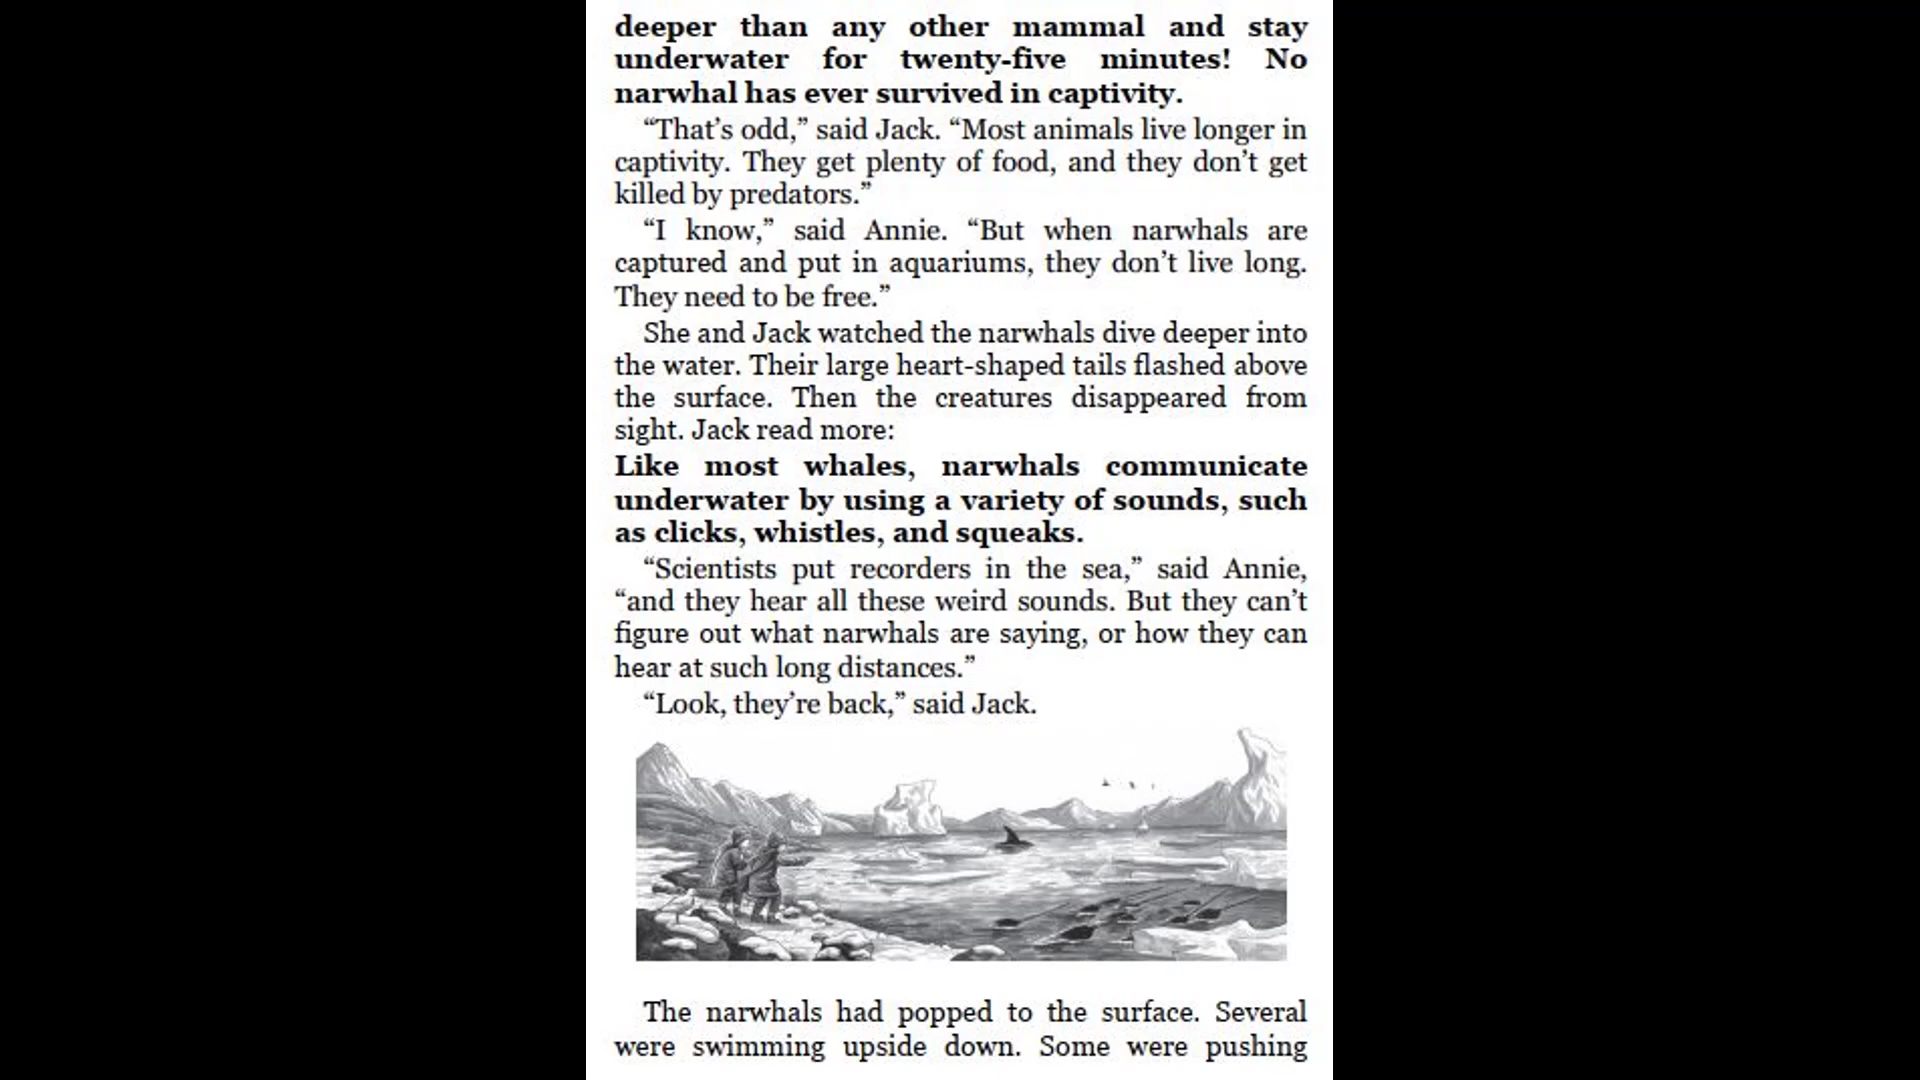 deeper than any other mammal and stay
underwater for twenty-five minutes! No
narwhal has ever survived in captivity.
“That’s odd,” said Jack. “Most animals live longer in
captivity. They get plenty of food, and they don’t get
killed by predators.”
“I know,” said Annie. “But when narwhals are
captured and put in aquariums, they don’t live long.
They need to be free.”
She and Jack watched the narwhals dive deeper into
the water. Their large heart-shaped tails flashed above
the surface. Then the creatures disappeared from
sight. Jack read more:
Like most whales, narwhals communicate
underwater by using a variety of sounds, such
as clicks, whistles, and squeaks.
“Scientists put recorders in the sea,” said Annie,
“and they hear all these weird sounds. But they can’t
figure out what narwhals are saying, or how they can
hear at such long distances.”
“Look, they’re back,” said Jack.
The narwhals had popped to the surface. Several
were swimming upside down. Some were pushing